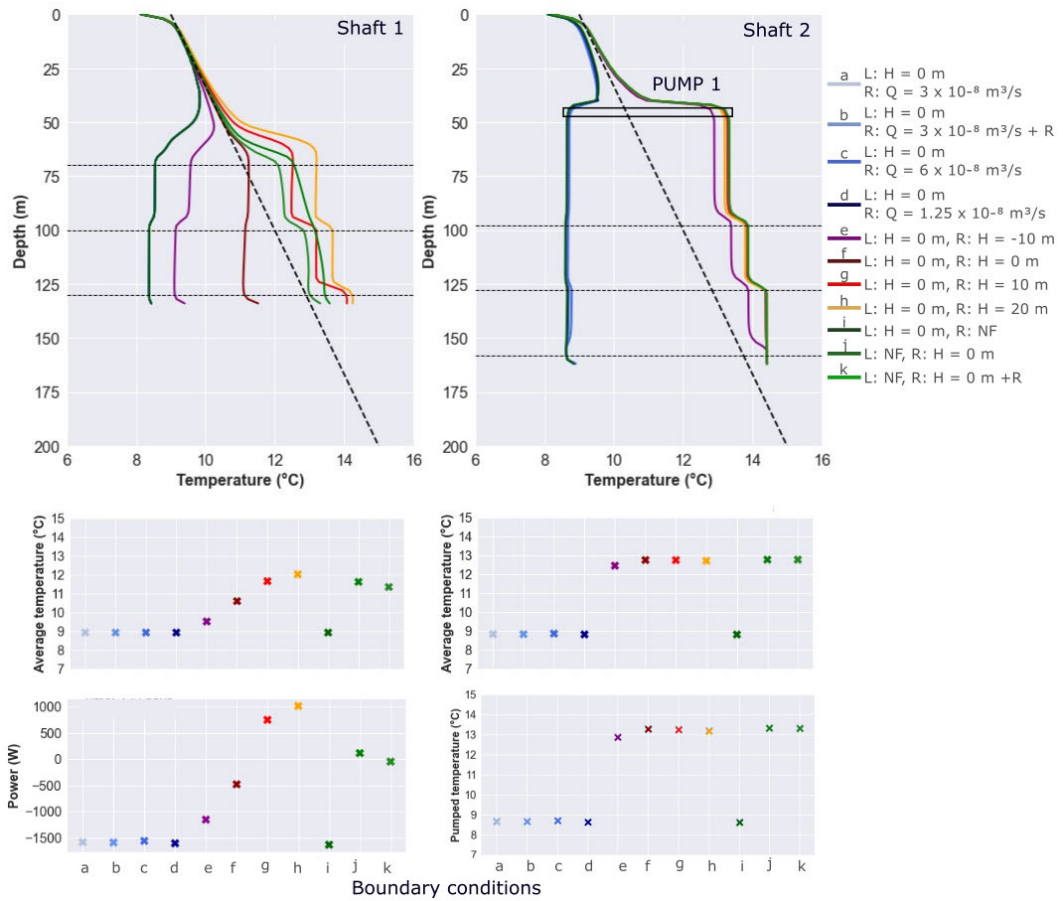 Shaft 1
0
25
50
75
100
125
150
175
200
Depth (m)
6 8 10 12 14 16
Temperature (°C)
Shaft 2
PUMP 1
0
25
50
75
100
125
150
175
200
Depth (m)
6 8 10 12 14 16
Temperature (°C)
a L: H = 0 m
R: Q = 3 x 10⁻⁸ m³/s
b L: H = 0 m
R: Q = 3 x 10⁻⁸ m³/s + R
c L: H = 0 m
R: Q = 6 x 10⁻⁸ m³/s
d L: H = 0 m
R: Q = 1.25 x 10⁻⁸ m³/s
e L: H = 0 m, R: H = -10 m
f L: H = 0 m, R: H = 0 m
g L: H = 0 m, R: H = 10 m
h L: H = 0 m, R: H = 20 m
i L: H = 0 m, R: NF
j L: NF, R: H = 0 m
k L: NF, R: H = 0 m +R
Average temperature (°C)
15
14
13
12
11
10
9
8
7
Average temperature (°C)
15
14
13
12
11
10
9
8
7
Power (W)
1000
500
0
−500
−1000
−1500
a b c d e f g h i j k
Pumped temperature (°C)
15
14
13
12
11
10
9
8
7
a b c d e f g h i j k
Boundary conditions